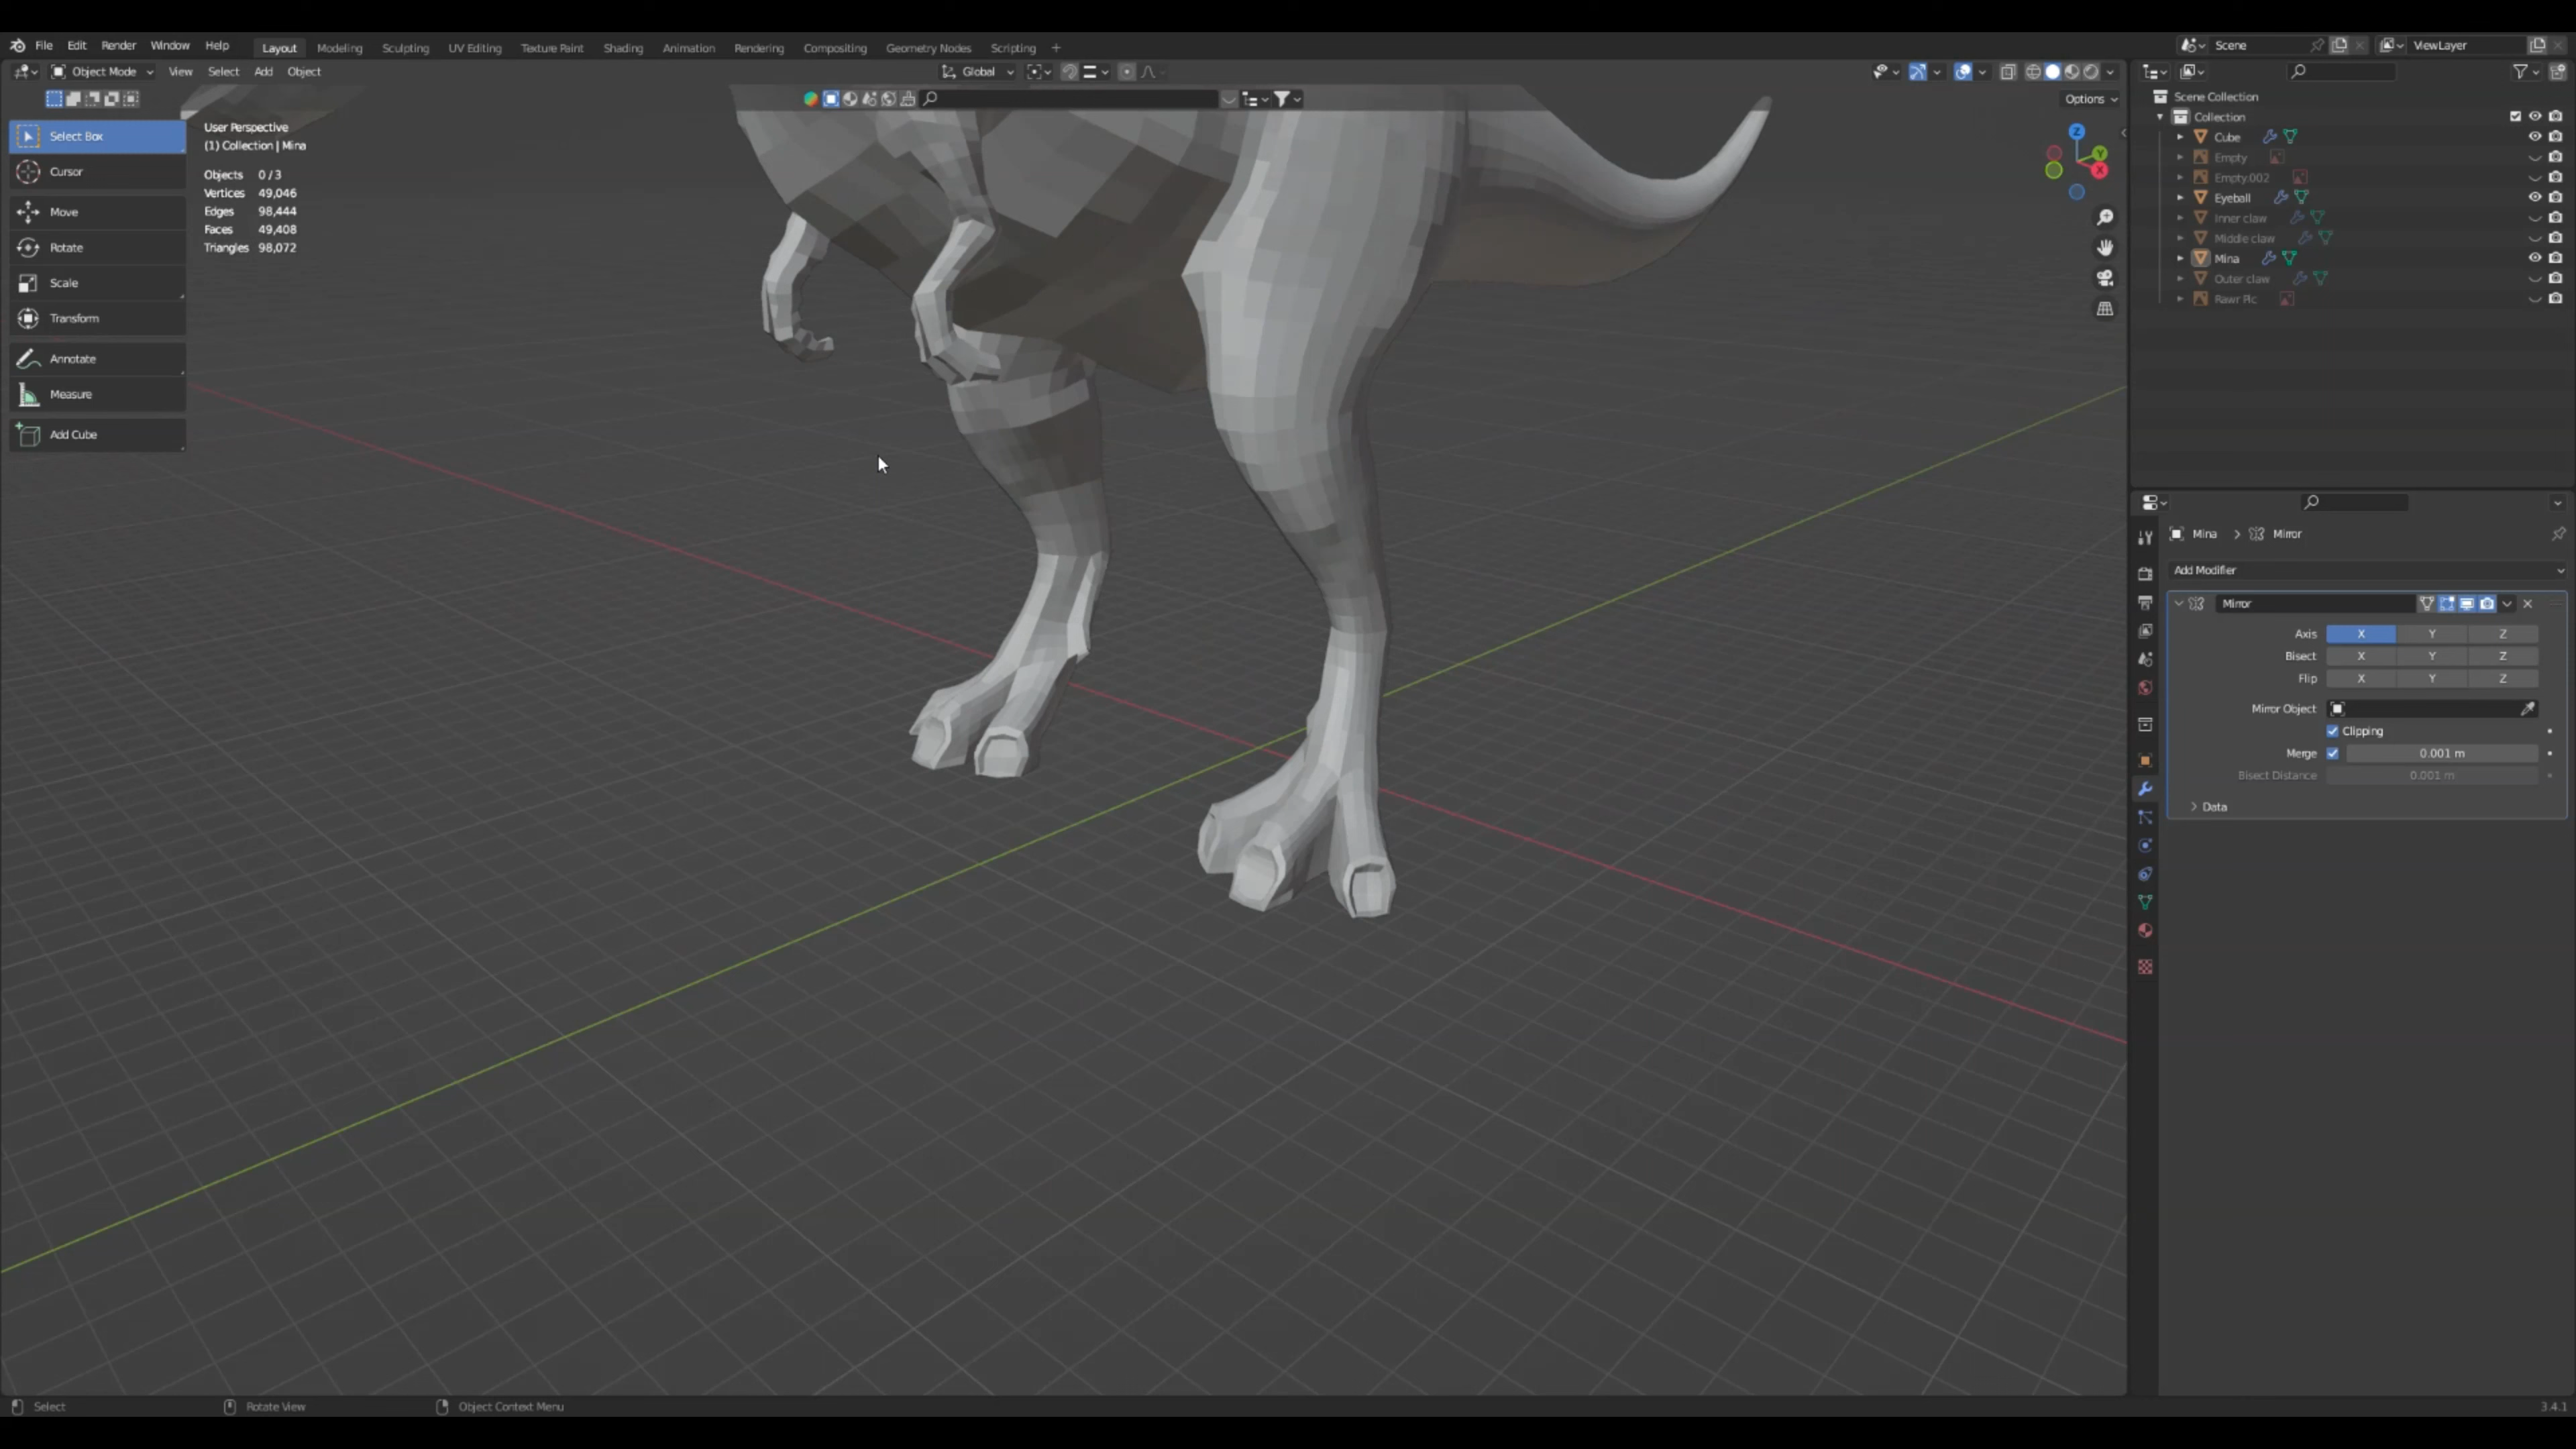 File Edit Render Window Help Layout Modeling Sculpting UV Editing Texture Paint Shading Animation Rendering Compositing Geometry Nodes Scripting + Scene ViewLayer
Object Mode View Select Add Object Global
Options
Select Box
Cursor
Move
Rotate
Scale
Transform
Annotate
Measure
Add Cube
User Perspective
(1) Collection | Mina
Objects 0 / 3
Vertices 49,046
Edges 98,444
Faces 49,408
Triangles 98,072
Z
Y
X
Scene Collection
Collection
Cube
Empty
Empty.002
Eyeball
Inner claw
Middle claw
Mina
Outer claw
Rawr Pic
Mina > Mirror
Add Modifier
Mirror
Axis X Y Z
Bisect X Y Z
Flip X Y Z
Mirror Object
Clipping
Merge 0.001 m
Bisect Distance 0.001 m
Data
Select Rotate View Object Context Menu 3.4.1